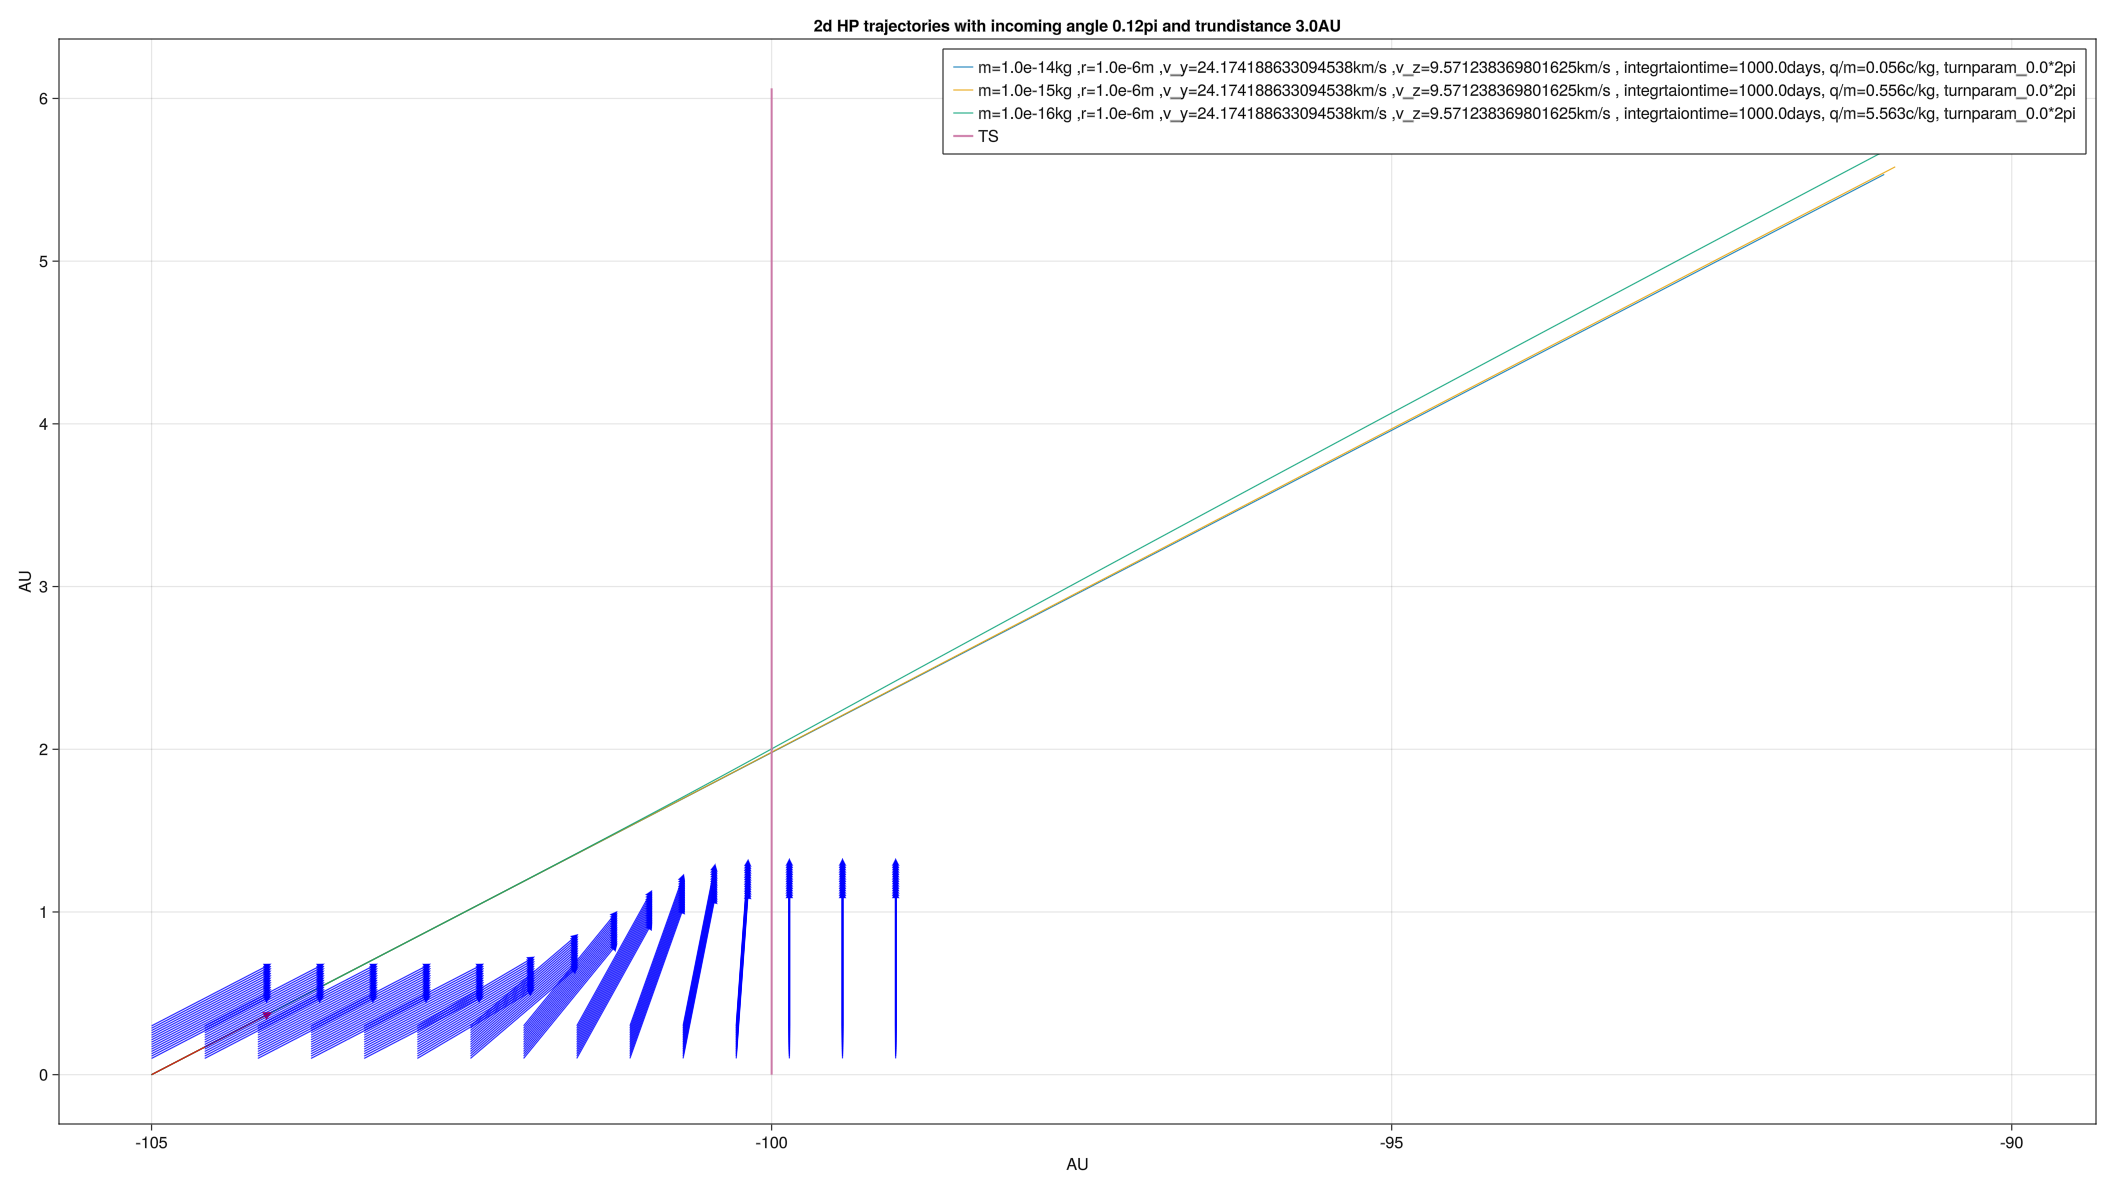 2d HP trajectories with incoming angle 0.12pi and trundistance 3.0AU
m=1.0e-14kg ,r=1.0e-6m ,v_y=24.174188633094538km/s ,v_z=9.571238369801625km/s , integrtaiontime=1000.0days, q/m=0.056c/kg, turnparam_0.0*2pi
m=1.0e-15kg ,r=1.0e-6m ,v_y=24.174188633094538km/s ,v_z=9.571238369801625km/s , integrtaiontime=1000.0days, q/m=0.556c/kg, turnparam_0.0*2pi
m=1.0e-16kg ,r=1.0e-6m ,v_y=24.174188633094538km/s ,v_z=9.571238369801625km/s , integrtaiontime=1000.0days, q/m=5.563c/kg, turnparam_0.0*2pi
TS
6
5
4
3
2
1
0
AU
-105
-100
-95
-90
AU